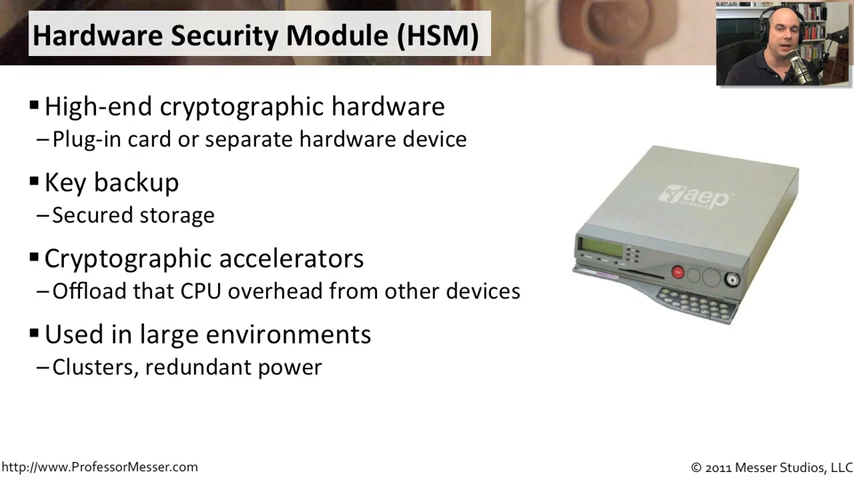 Hardware Security Module (HSM)
▪ High-end cryptographic hardware
–Plug-in card or separate hardware device
▪ Key backup
–Secured storage
▪ Cryptographic accelerators
–Offload that CPU overhead from other devices
▪ Used in large environments
–Clusters, redundant power
aep
http://www.ProfessorMesser.com
© 2011 Messer Studios, LLC